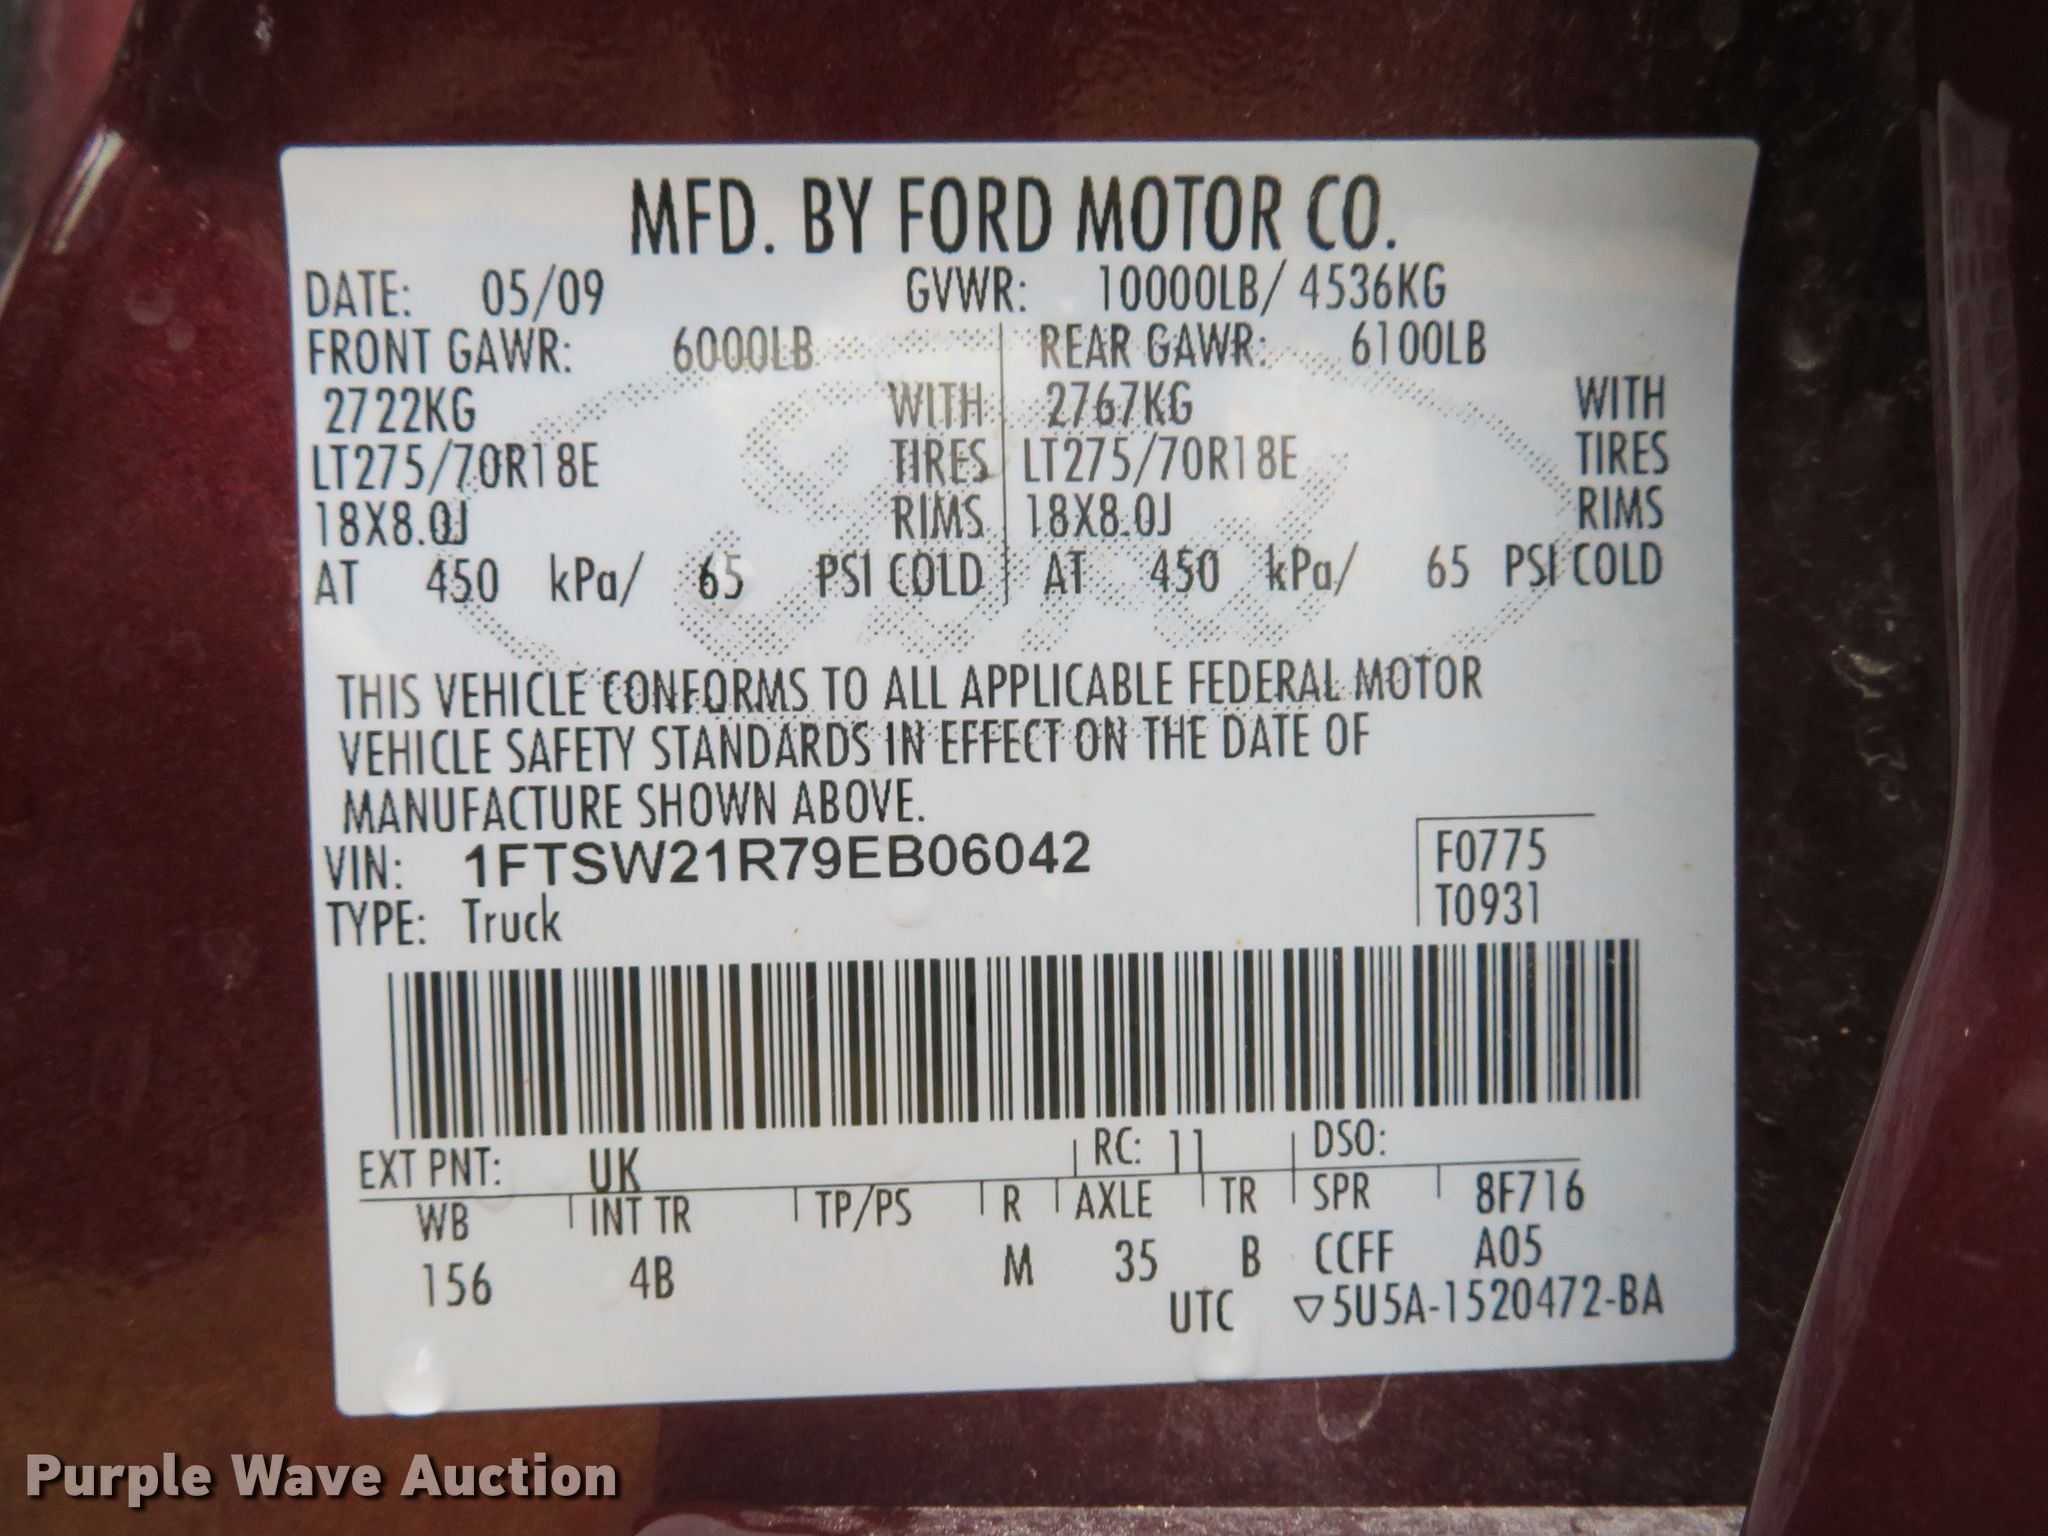 MFD. BY FORD MOTOR CO.
DATE: 05/09 GVWR: 10000LB/ 4536KG
FRONT GAWR: 6000LB REAR GAWR: 6100LB
2722KG WITH 2767KG WITH
LT275/70R18E TIRES LT275/70R18E TIRES
18X8.0J RIMS 18X8.0J RIMS
AT 450 kPa/ 65 PSI COLD AT 450 kPa/ 65 PSI COLD
THIS VEHICLE CONFORMS TO ALL APPLICABLE FEDERAL MOTOR
VEHICLE SAFETY STANDARDS IN EFFECT ON THE DATE OF
MANUFACTURE SHOWN ABOVE.
VIN: 1FTSW21R79EB06042 F0775
TYPE: Truck T0931
EXT PNT: UK RC: 11 DSO:
WB INT TR TP/PS R AXLE TR SPR 8F716
156 4B M 35 B CCFF A05
UTC ▽5U5A-1520472-BA
Purple Wave Auction